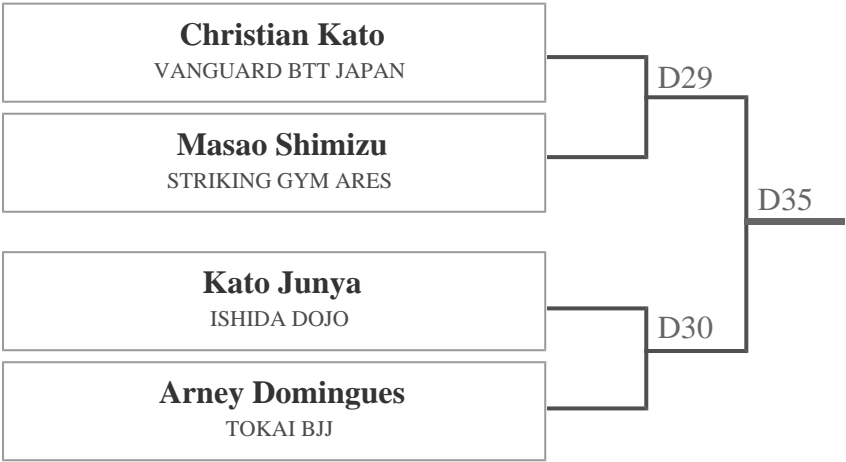 Christian Kato
VANGUARD BTT JAPAN
D29
Masao Shimizu
STRIKING GYM ARES
D35
Kato Junya
ISHIDA DOJO
D30
Arney Domingues
TOKAI BJJ